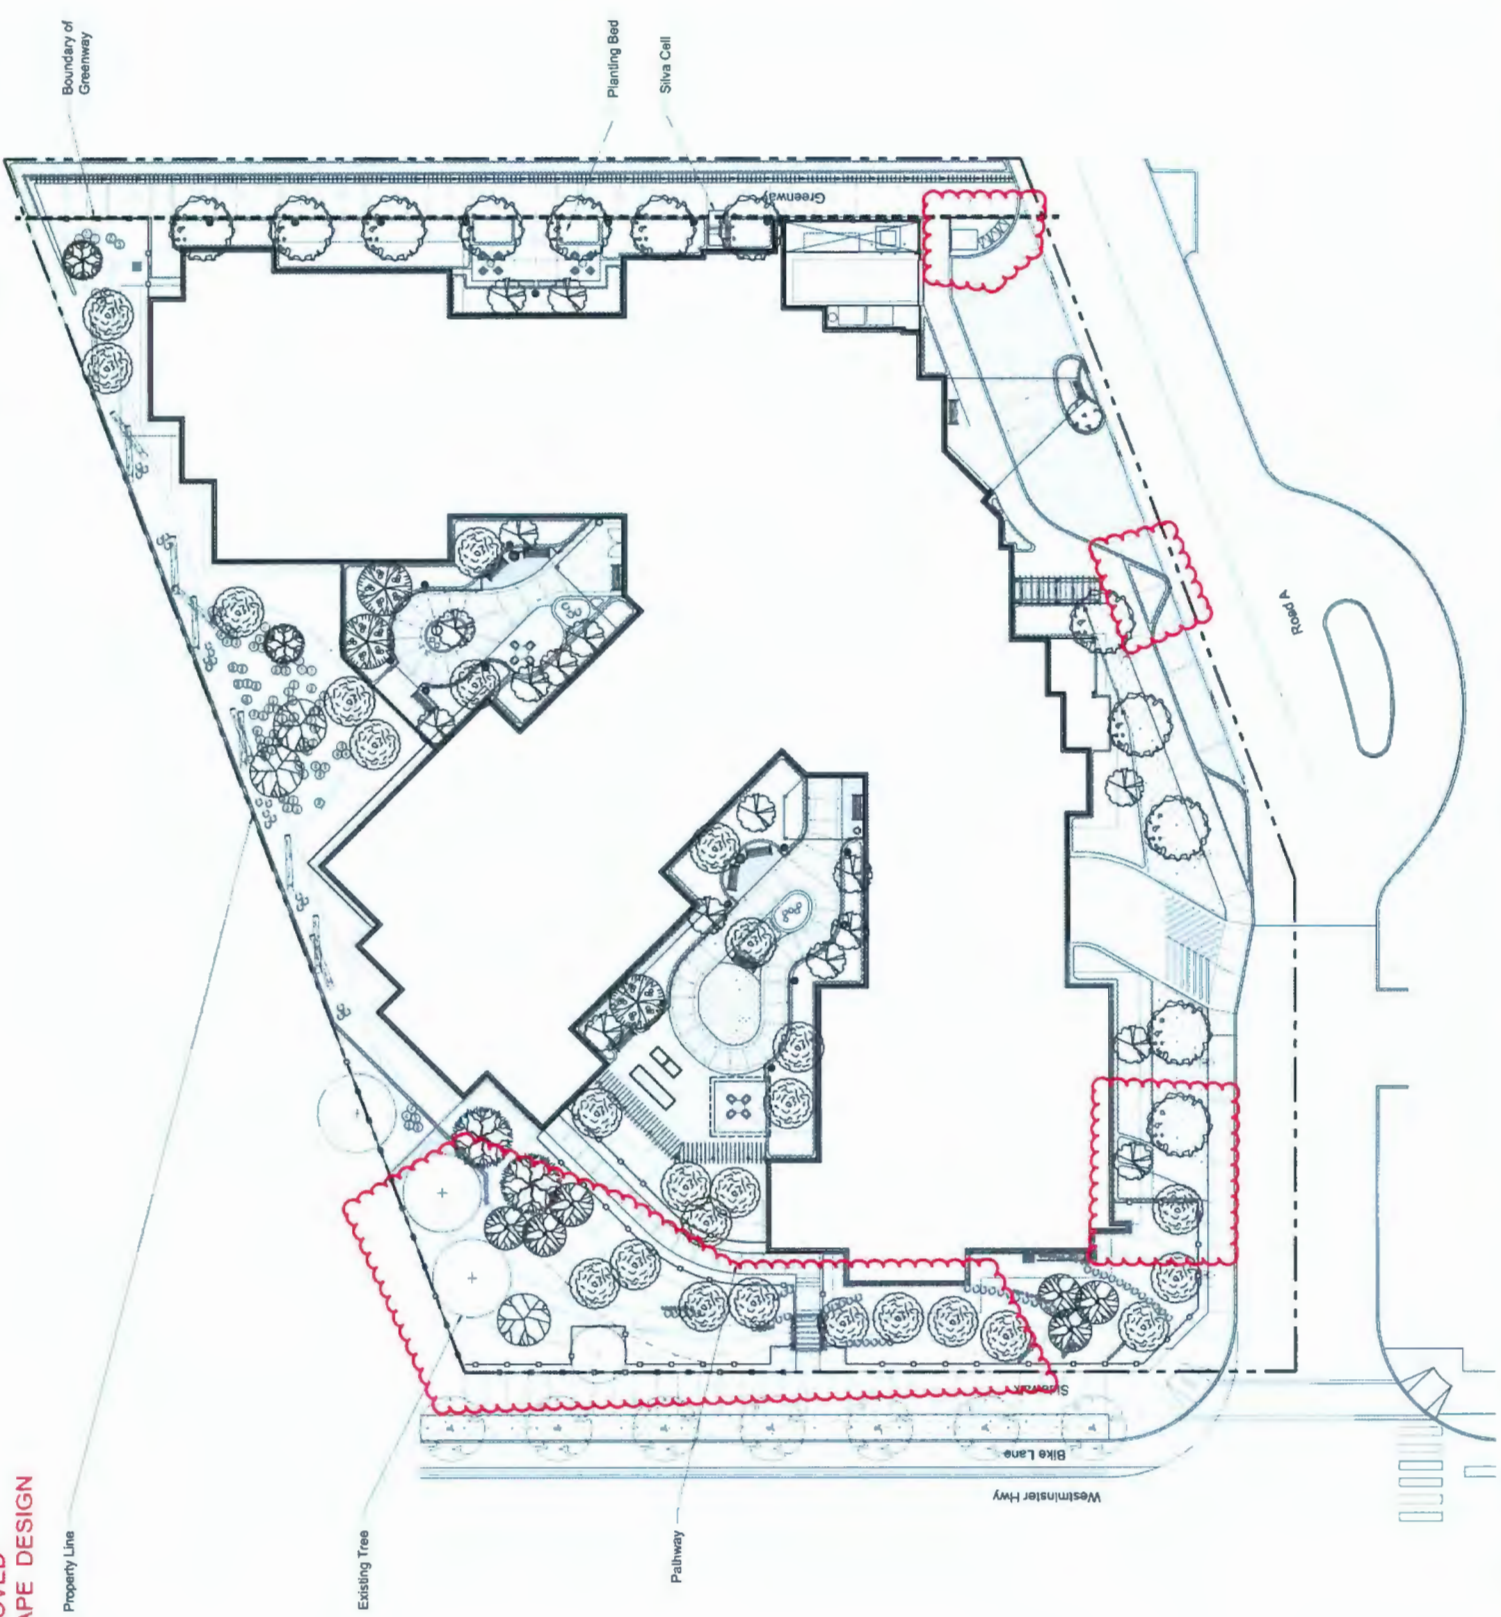 APE DESIGN
Property Line
Existing Tree
Pathway
Boundary of
Greenway
Planting Bed
Silva Cell
Greenway
Road A
Sidewalk
Bike Lane
Westminster Hwy